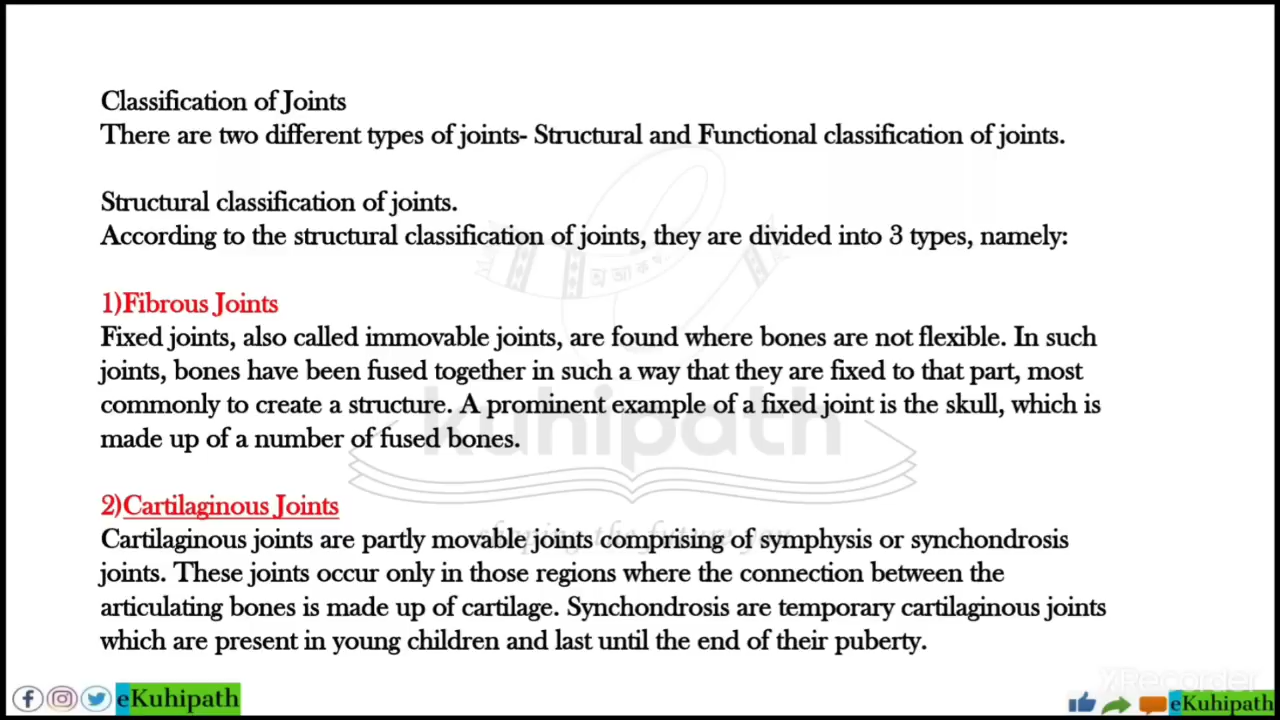 Classification of Joints
There are two different types of joints- Structural and Functional classification of joints.
Structural classification of joints.
According to the structural classification of joints, they are divided into 3 types, namely:
1)Fibrous Joints
Fixed joints, also called immovable joints, are found where bones are not flexible. In such
joints, bones have been fused together in such a way that they are fixed to that part, most
commonly to create a structure. A prominent example of a fixed joint is the skull, which is
made up of a number of fused bones.
2)Cartilaginous Joints
Cartilaginous joints are partly movable joints comprising of symphysis or synchondrosis
joints. These joints occur only in those regions where the connection between the
articulating bones is made up of cartilage. Synchondrosis are temporary cartilaginous joints
which are present in young children and last until the end of their puberty.
kuhipath
shaping the future you
XRecorder
eKuhipath
eKuhipath